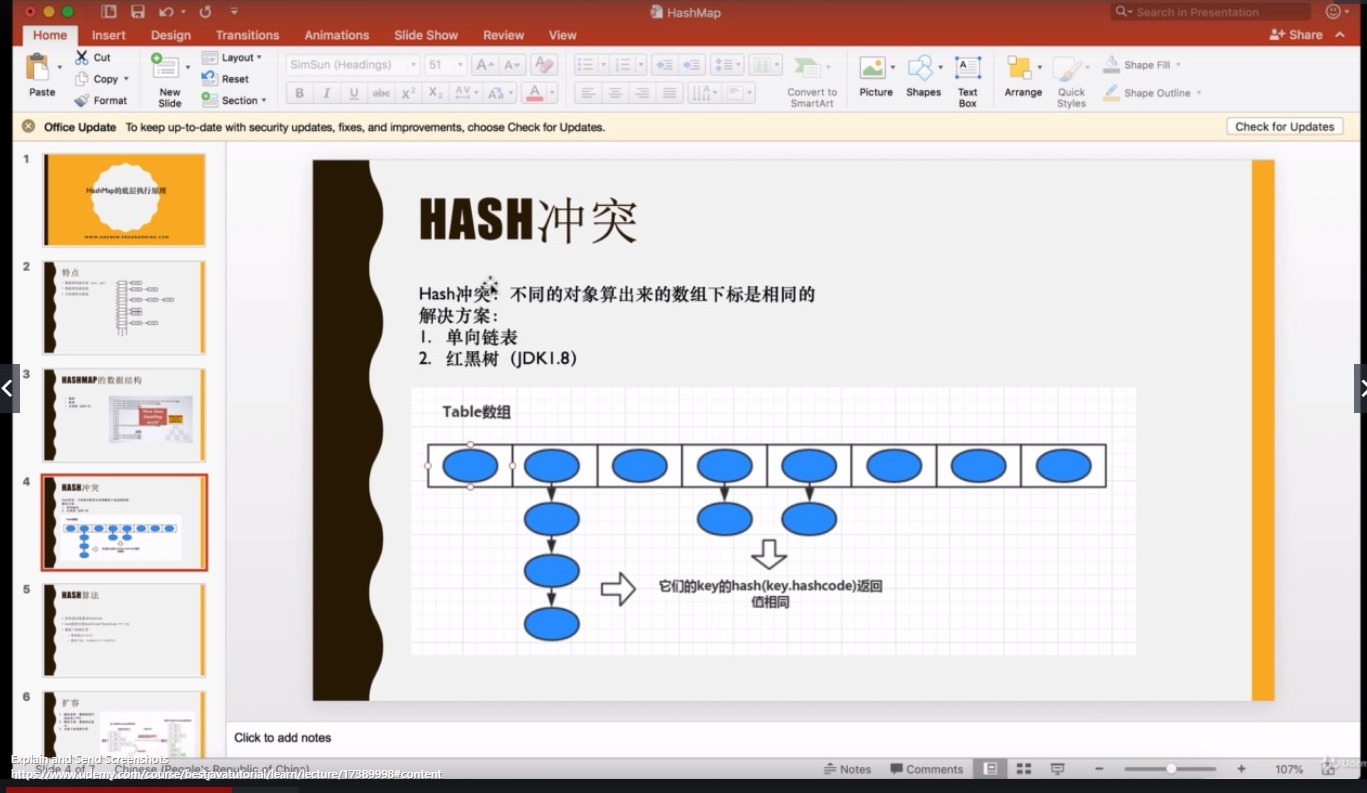 HashMap
Search in Presentation
Home Insert Design Transitions Animations Slide Show Review View
Share
Paste
Cut
Copy
Format
New Slide
Layout
Reset
Section
SimSun (Headings) 51
Convert to SmartArt
Picture
Shapes
Text Box
Arrange
Quick Styles
Shape Fill
Shape Outline
Office Update To keep up-to-date with security updates, fixes, and improvements, choose Check for Updates.
Check for Updates
1
HashMap的底层执行原理
2
特点
3
HASHMAP的数据结构
4
HASH冲突
5
HASH算法
6
扩容
HASH冲突
Hash冲突：不同的对象算出来的数组下标是相同的
解决方案：
1. 单向链表
2. 红黑树（JDK1.8）
Table数组
它们的key的hash(key.hashcode)返回
值相同
Click to add notes
Explain and Send Screenshots
Slide 4 of 7 Chinese (People's Republic of China)
https://www.udemy.com/course/bestjavatutorial/learn/lecture/17389998#content
Notes Comments
107%